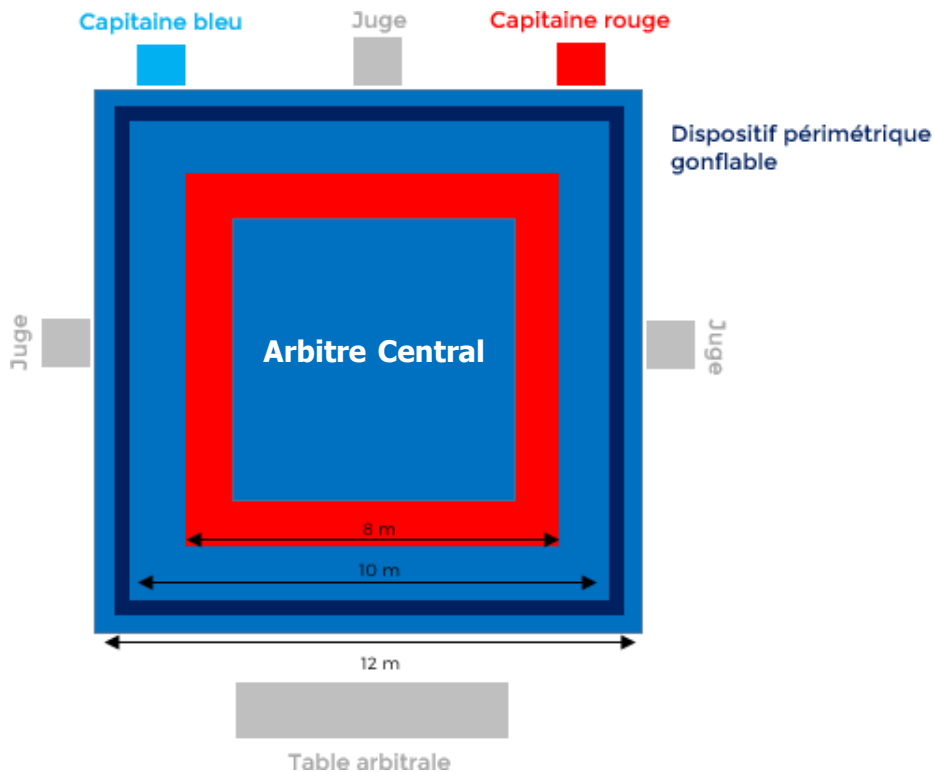 Capitaine bleu
Juge
Capitaine rouge
Dispositif périmétrique
gonflable
Juge
Arbitre Central
Juge
8 m
10 m
12 m
Table arbitrale